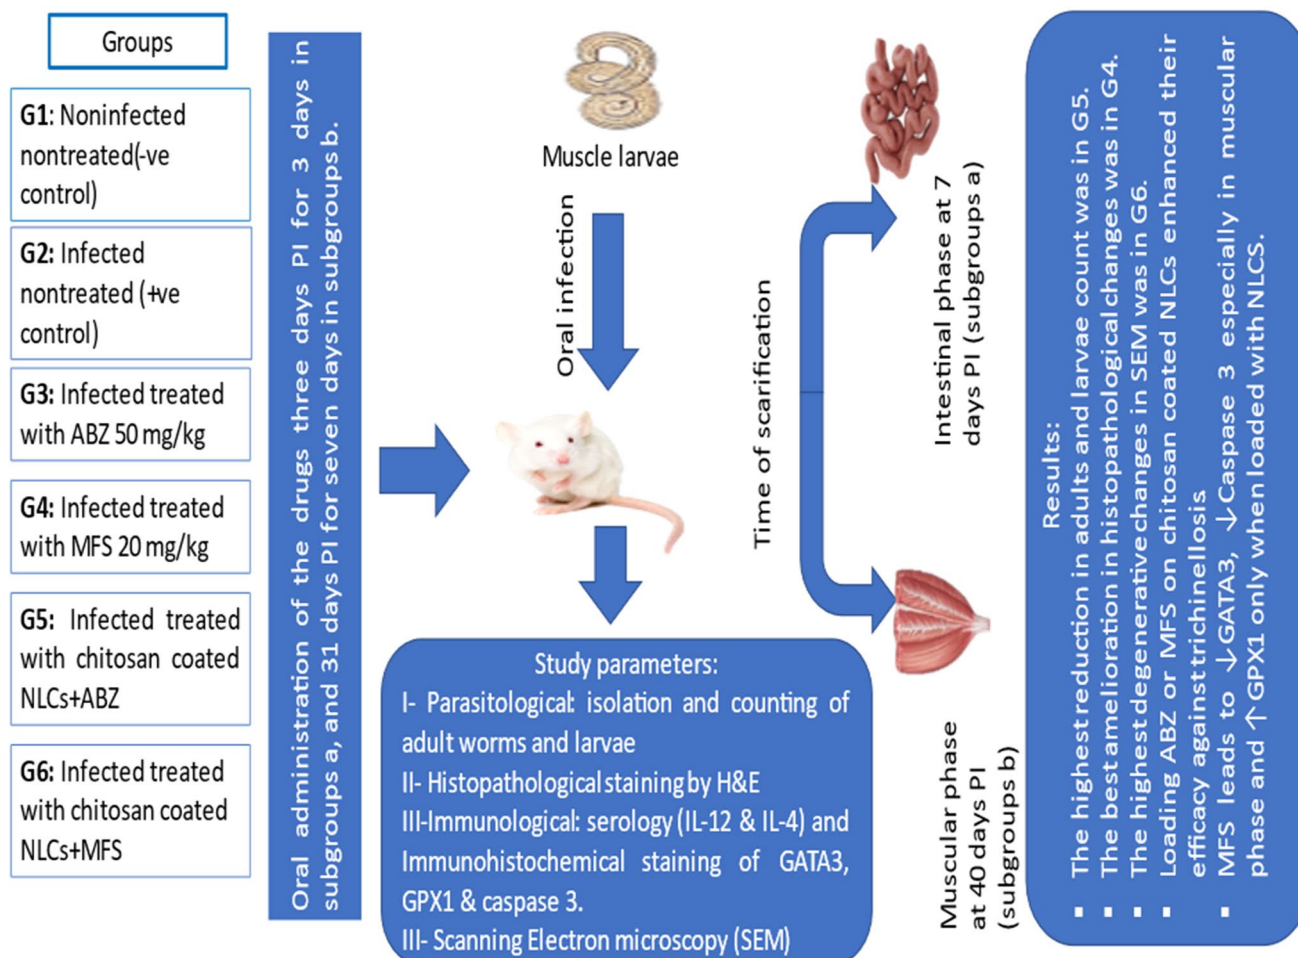 Groups
G1: Noninfected
nontreated(-ve
control)
G2: Infected
nontreated (+ve
control)
G3: Infected treated
with ABZ 50 mg/kg
G4: Infected treated
with MFS 20 mg/kg
G5: Infected treated
with chitosan coated
NLCs+ABZ
G6: Infected treated
with chitosan coated
NLCs+MFS
Oral administration of the drugs three days PI for 3 days in
subgroups a, and 31 days PI for seven days in subgroups b.
Muscle larvae
Oral infection
Study parameters:
I- Parasitological: isolation and counting of
adult worms and larvae
II- Histopathological staining by H&E
III-Immunological: serology (IL-12 & IL-4) and
Immunohistochemical staining of GATA3,
GPX1 & caspase 3.
III- Scanning Electron microscopy (SEM)
Time of scarification
Intestinal phase at 7
days PI (subgroups a)
Muscular phase
at 40 days PI
(subgroups b)
Results:
▪ The highest reduction in adults and larvae count was in G5.
▪ The best amelioration in histopathological changes was in G4.
▪ The highest degenerative changes in SEM was in G6.
▪ Loading ABZ or MFS on chitosan coated NLCs enhanced their
efficacy against trichinellosis
▪ MFS leads to ↓GATA3, ↓Caspase 3 especially in muscular
phase and ↑GPX1 only when loaded with NLCS.